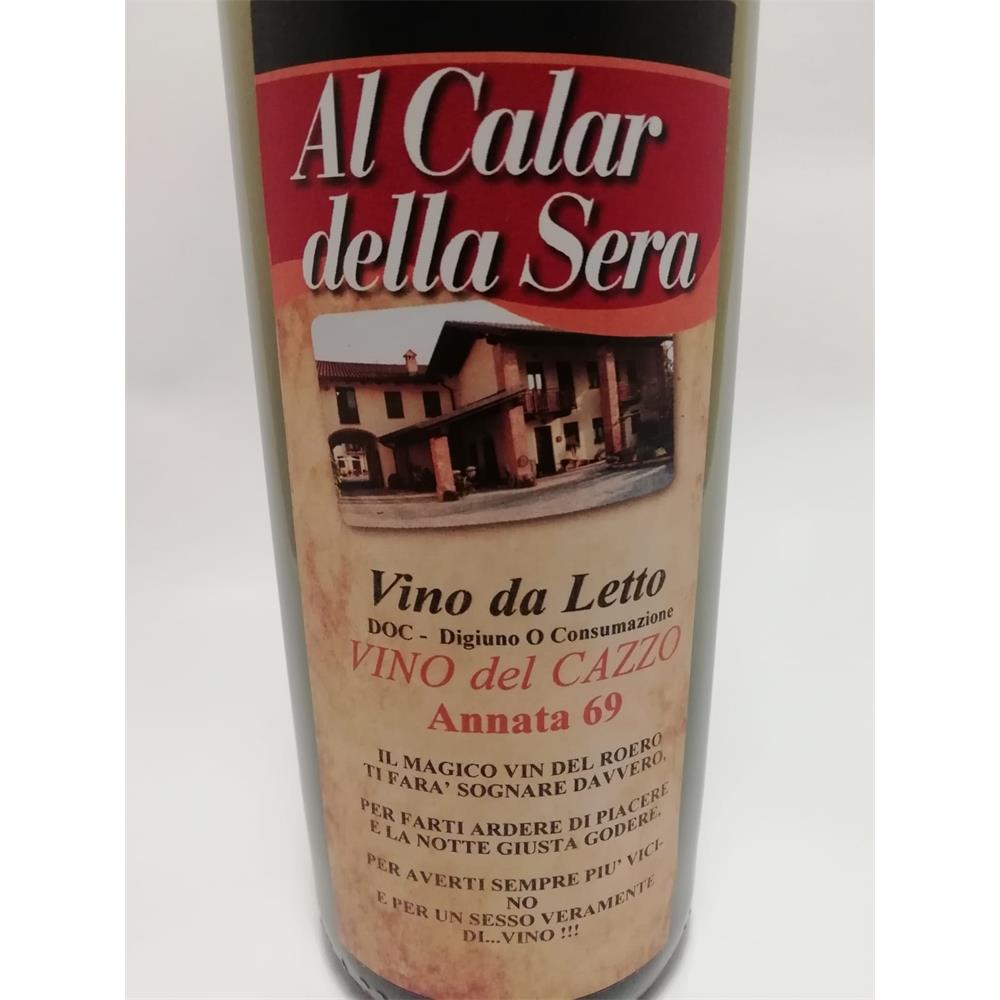 Al Calar
della Sera
Vino da Letto
DOC - Digiuno O Consumazione
VINO del CAZZO
Annata 69
IL MAGICO VIN DEL ROERO
TI FARA' SOGNARE DAVVERO,
PER FARTI ARDERE DI PIACERE
E LA NOTTE GIUSTA GODERE,
PER AVERTI SEMPRE PIU' VICI-
NO
E PER UN SESSO VERAMENTE
DI...VINO !!!